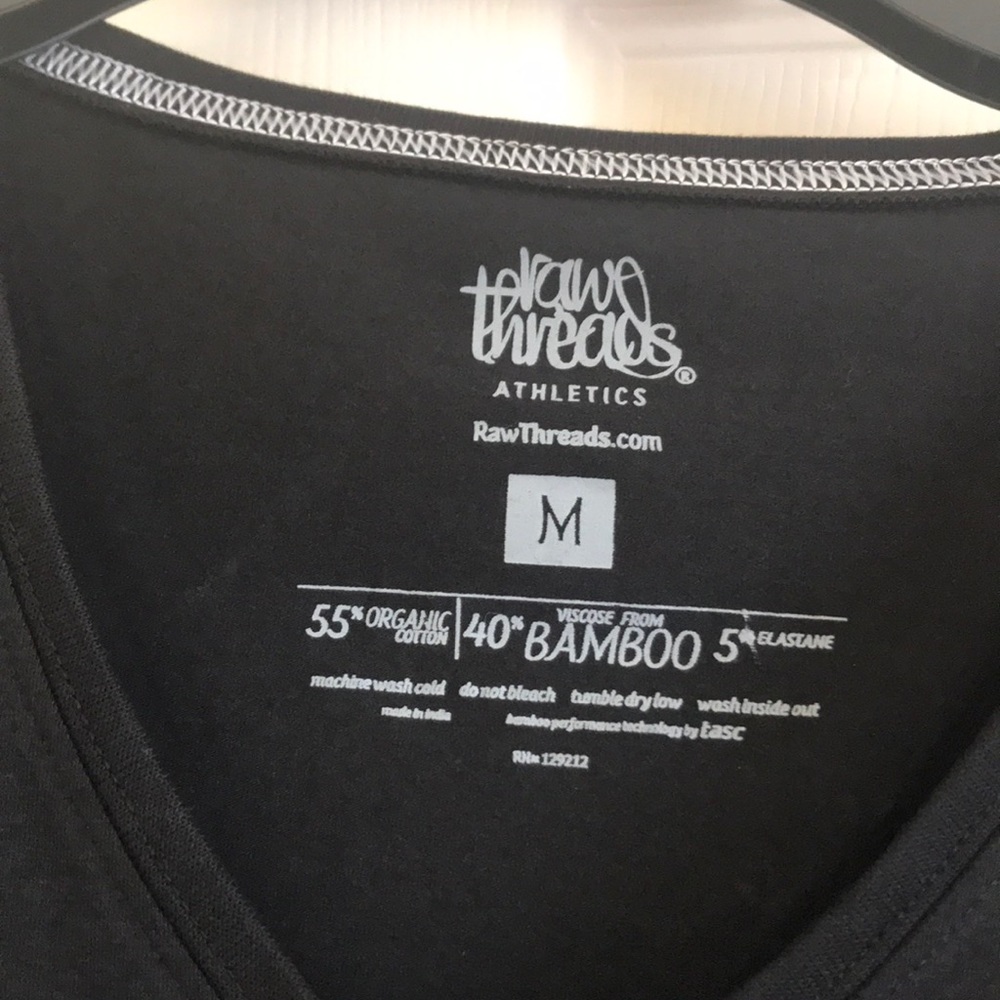 raw
threads®
ATHLETICS
RawThreads.com
M
55% ORGANIC COTTON | 40% VISCOSE FROM BAMBOO 5% ELASTANE
machine wash cold do not bleach tumble dry low wash inside out
made in india bamboo performance technology by tasc
RN# 129212